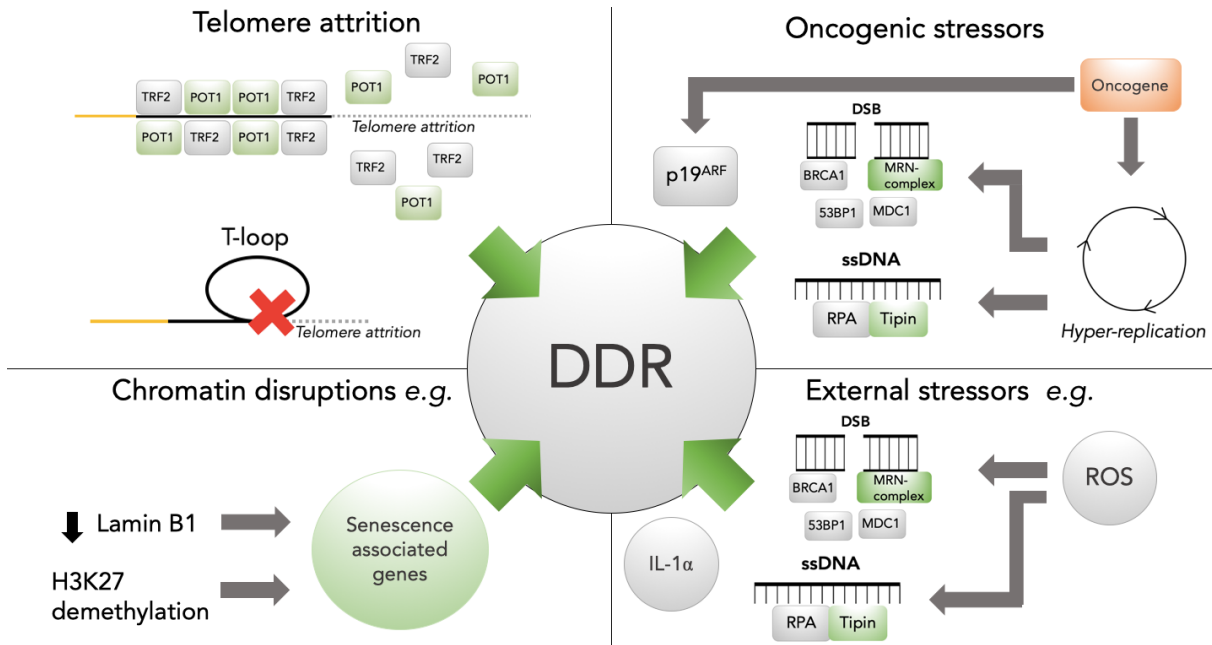 Telomere attrition
TRF2
POT1
TRF2
POT1
POT1
TRF2
POT1
Telomere attrition
POT1
TRF2
POT1
TRF2
TRF2
TRF2
POT1
T-loop
Telomere attrition
Oncogenic stressors
Oncogene
p19ARF
DSB
BRCA1
MRN-
complex
53BP1
MDC1
ssDNA
RPA
Tipin
Hyper-replication
DDR
Chromatin disruptions e.g.
Lamin B1
H3K27
demethylation
Senescence
associated
genes
External stressors e.g.
DSB
BRCA1
MRN-
complex
53BP1
MDC1
ROS
IL-1α
ssDNA
RPA
Tipin